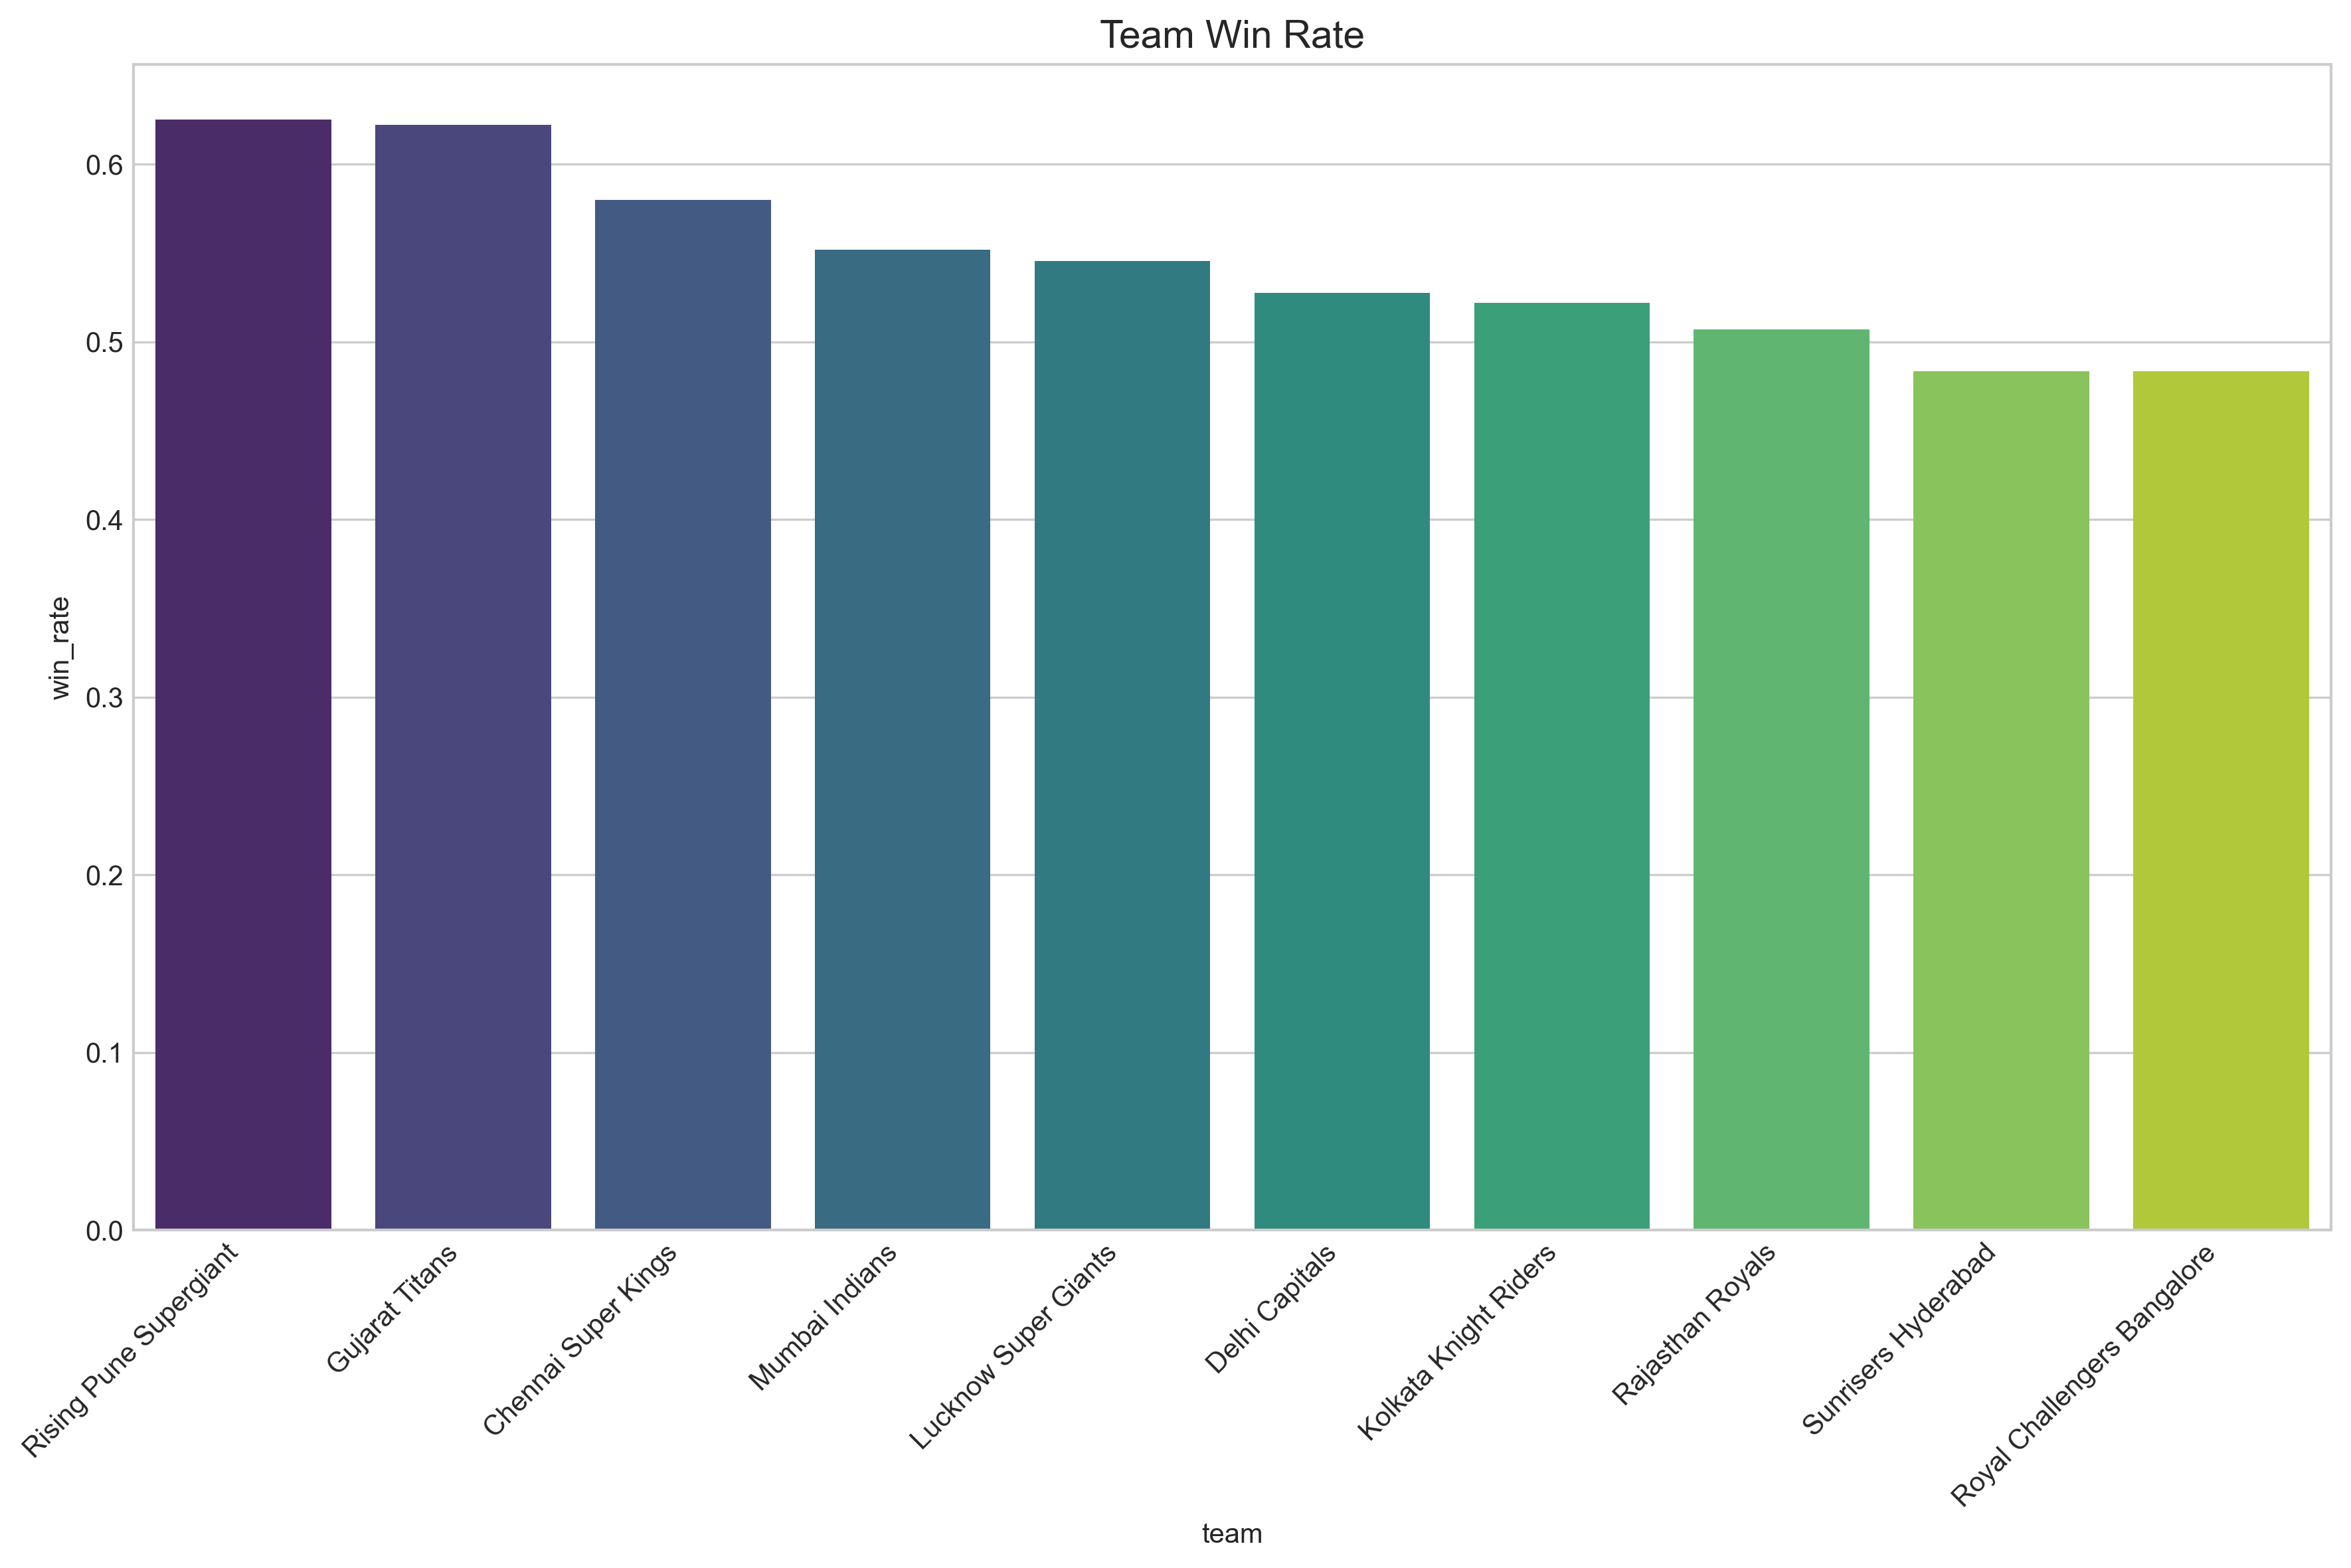 Team Win Rate
win_rate
0.6
0.5
0.4
0.3
0.2
0.1
0.0
Rising Pune Supergiant
Gujarat Titans
Chennai Super Kings
Mumbai Indians
Lucknow Super Giants
Delhi Capitals
Kolkata Knight Riders
Rajasthan Royals
Sunrisers Hyderabad
Royal Challengers Bangalore
team